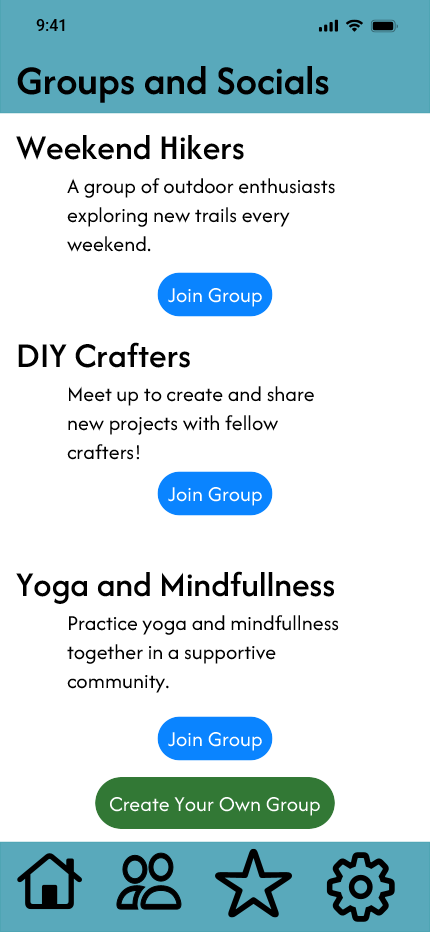 9:41
Groups and Socials
Weekend Hikers
A group of outdoor enthusiasts
exploring new trails every
weekend.
Join Group
DIY Crafters
Meet up to create and share
new projects with fellow
crafters!
Join Group
Yoga and Mindfullness
Practice yoga and mindfullness
together in a supportive
community.
Join Group
Create Your Own Group